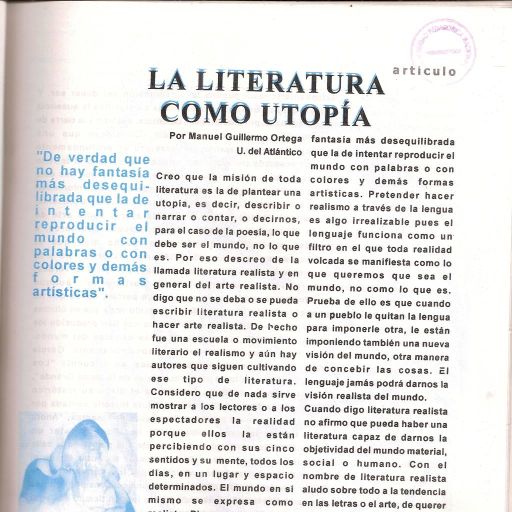 artículo
LA LITERATURA
COMO UTOPÍA
Por Manuel Guillermo Ortega
U. del Atlántico
"De verdad que
no hay fantasía
más desequi-
librada que la de
intentar
reproducir el
mundo con
palabras o con
colores y demás
formas
artísticas".
Creo que la misión de toda
literatura es la de plantear una
utopía, es decir, describir o
narrar o contar, o decirnos,
para el caso de la poesía, lo que
debe ser el mundo, no lo que
es. Por eso descreo de la
llamada literatura realista y en
general del arte realista. No
digo que no se deba o se pueda
escribir literatura realista o
hacer arte realista. De hecho
fue una escuela o movimiento
literario el realismo y aún hay
autores que siguen cultivando
ese tipo de literatura.
Considero que de nada sirve
mostrar a los lectores o a los
espectadores la realidad
porque ellos la están
percibiendo con sus cinco
sentidos y su mente, todos los
días, en un lugar y espacio
determinados. El mundo en si
mismo se expresa como
fantasía más desequilibrada
que la de intentar reproducir el
mundo con palabras o con
colores y demás formas
artisticas. Pretender hacer
realismo a través de la lengua
es algo irrealizable pues el
lenguaje funciona como un
filtro en el que toda realidad
volcada se manifiesta como lo
que queremos que sea el
mundo, no como lo que es.
Prueba de ello es que cuando
a un pueblo le quitan la lengua
para imponerle otra, le están
imponiendo también una nueva
visión del mundo, otra manera
de concebir las cosas. El
lenguaje jamás podrá darnos la
visión realista del mundo.
Cuando digo literatura realista
no afirmo que pueda haber una
literatura capaz de darnos la
objetividad del mundo material,
social o humano. Con el
nombre de literatura realista
aludo sobre todo a la tendencia
en las letras o el arte, de querer